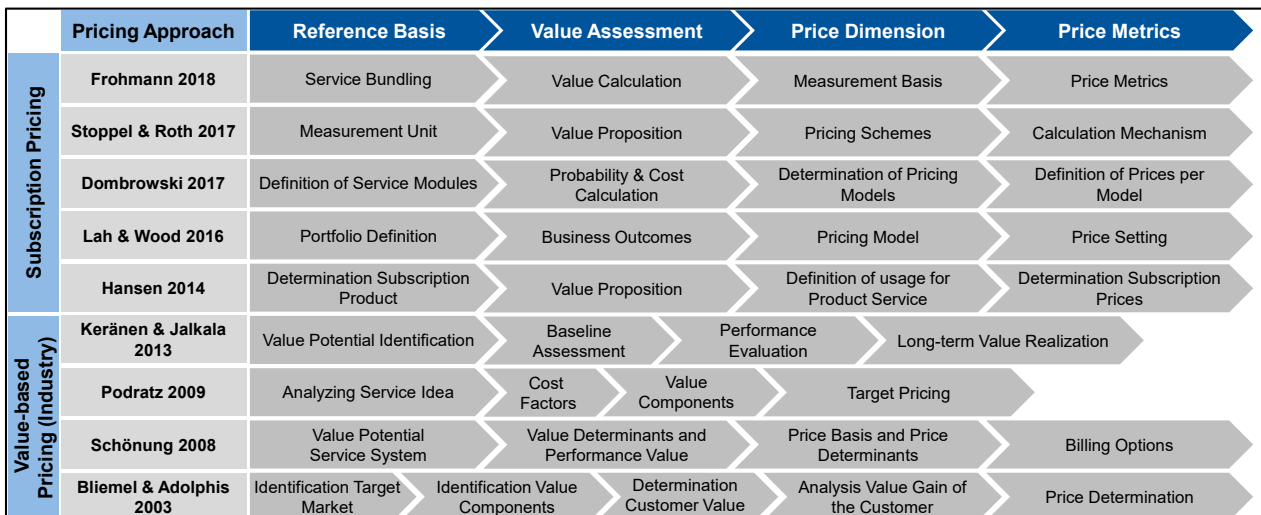 Pricing Approach
Reference Basis
Value Assessment
Price Dimension
Price Metrics
Subscription Pricing
Frohmann 2018
Service Bundling
Value Calculation
Measurement Basis
Price Metrics
Stoppel & Roth 2017
Measurement Unit
Value Proposition
Pricing Schemes
Calculation Mechanism
Dombrowski 2017
Definition of Service Modules
Probability & Cost
Calculation
Determination of Pricing
Models
Definition of Prices per
Model
Lah & Wood 2016
Portfolio Definition
Business Outcomes
Pricing Model
Price Setting
Hansen 2014
Determination Subscription
Product
Value Proposition
Definition of usage for
Product Service
Determination Subscription
Prices
Value-based
Pricing (Industry)
Keränen & Jalkala
2013
Value Potential Identification
Baseline
Assessment
Performance
Evaluation
Long-term Value Realization
Podratz 2009
Analyzing Service Idea
Cost
Factors
Value
Components
Target Pricing
Schönung 2008
Value Potential
Service System
Value Determinants and
Performance Value
Price Basis and Price
Determinants
Billing Options
Bliemel & Adolphis
2003
Identification Target
Market
Identification Value
Components
Determination
Customer Value
Analysis Value Gain of
the Customer
Price Determination